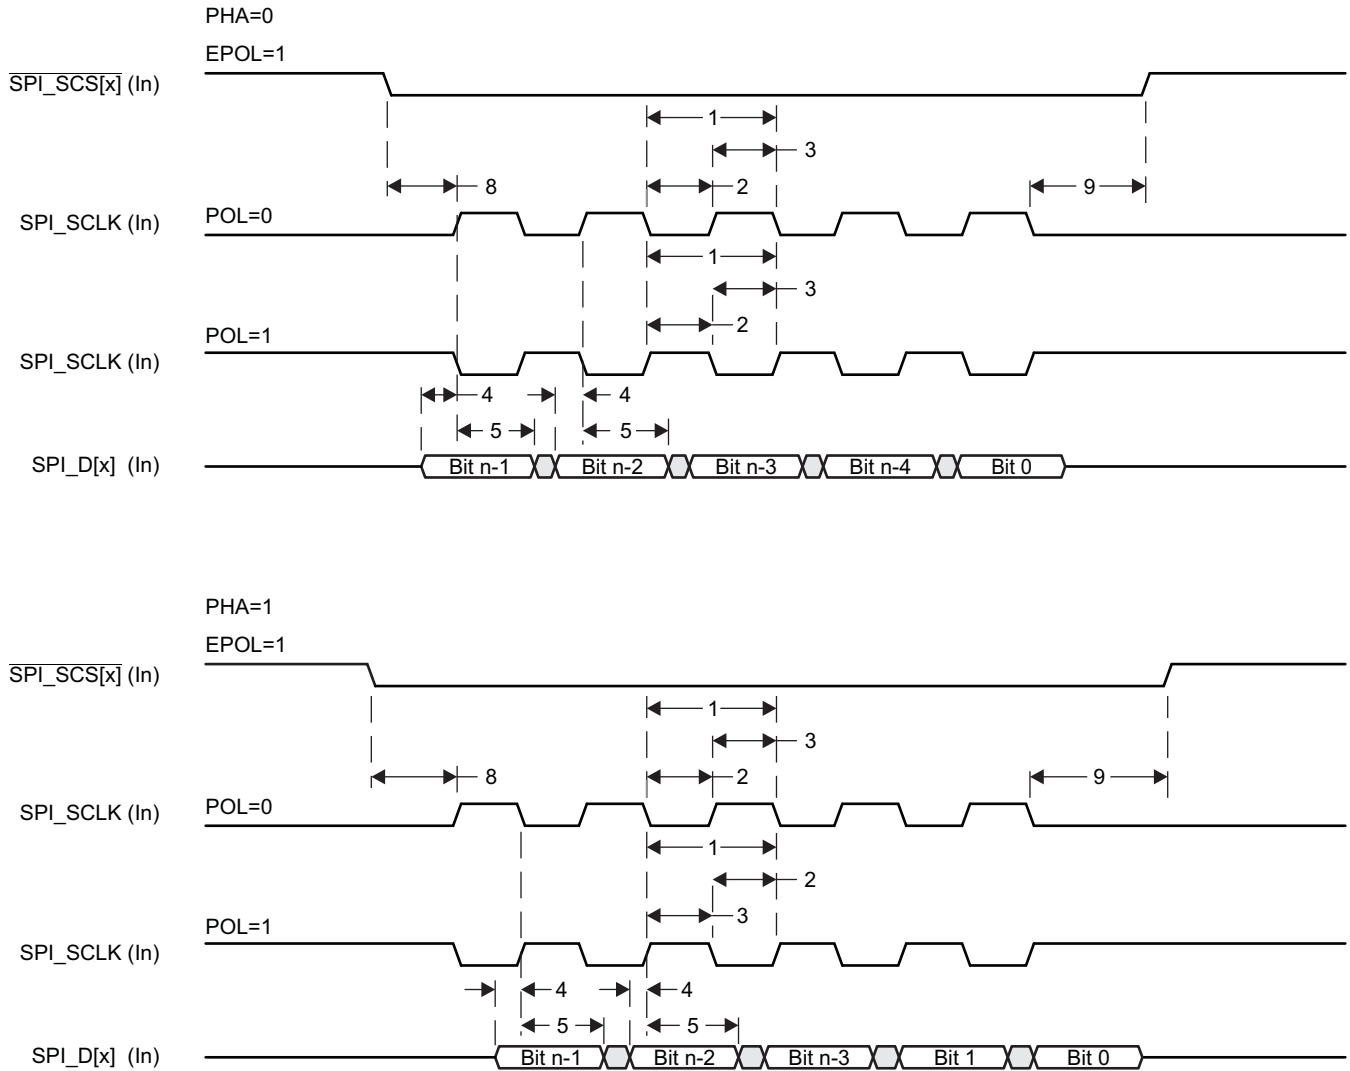 PHA=0
EPOL=1
SPI_SCS[x] (In)
1
3
8
2
9
POL=0
SPI_SCLK (In)
1
3
2
POL=1
SPI_SCLK (In)
4
4
5
5
SPI_D[x] (In)
Bit n-1
Bit n-2
Bit n-3
Bit n-4
Bit 0
PHA=1
EPOL=1
SPI_SCS[x] (In)
1
3
8
2
9
POL=0
SPI_SCLK (In)
1
2
3
POL=1
SPI_SCLK (In)
4
4
5
5
SPI_D[x] (In)
Bit n-1
Bit n-2
Bit n-3
Bit 1
Bit 0